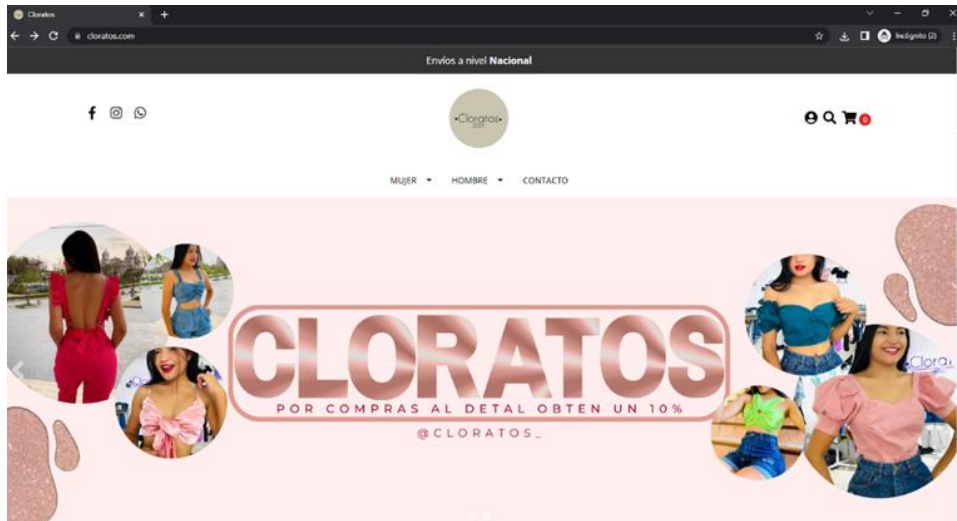 Cloratos
cloratos.com
Incógnito (2)
Envíos a nivel Nacional
•Cloratos•
0
MUJER
HOMBRE
CONTACTO
CLORATOS
POR COMPRAS AL DETAL OBTEN UN 10%
@CLORATOS_